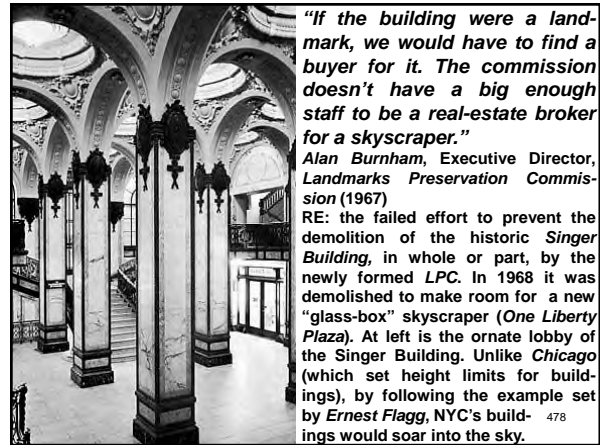 “If the building were a land-
mark, we would have to find a
buyer for it. The commission
doesn’t have a big enough
staff to be a real-estate broker
for a skyscraper.”
Alan Burnham, Executive Director,
Landmarks Preservation Commis-
sion (1967)
RE: the failed effort to prevent the
demolition of the historic Singer
Building, in whole or part, by the
newly formed LPC. In 1968 it was
demolished to make room for a new
“glass-box” skyscraper (One Liberty
Plaza). At left is the ornate lobby of
the Singer Building. Unlike Chicago
(which set height limits for build-
ings), by following the example set
by Ernest Flagg, NYC’s build-
ings would soar into the sky.
478